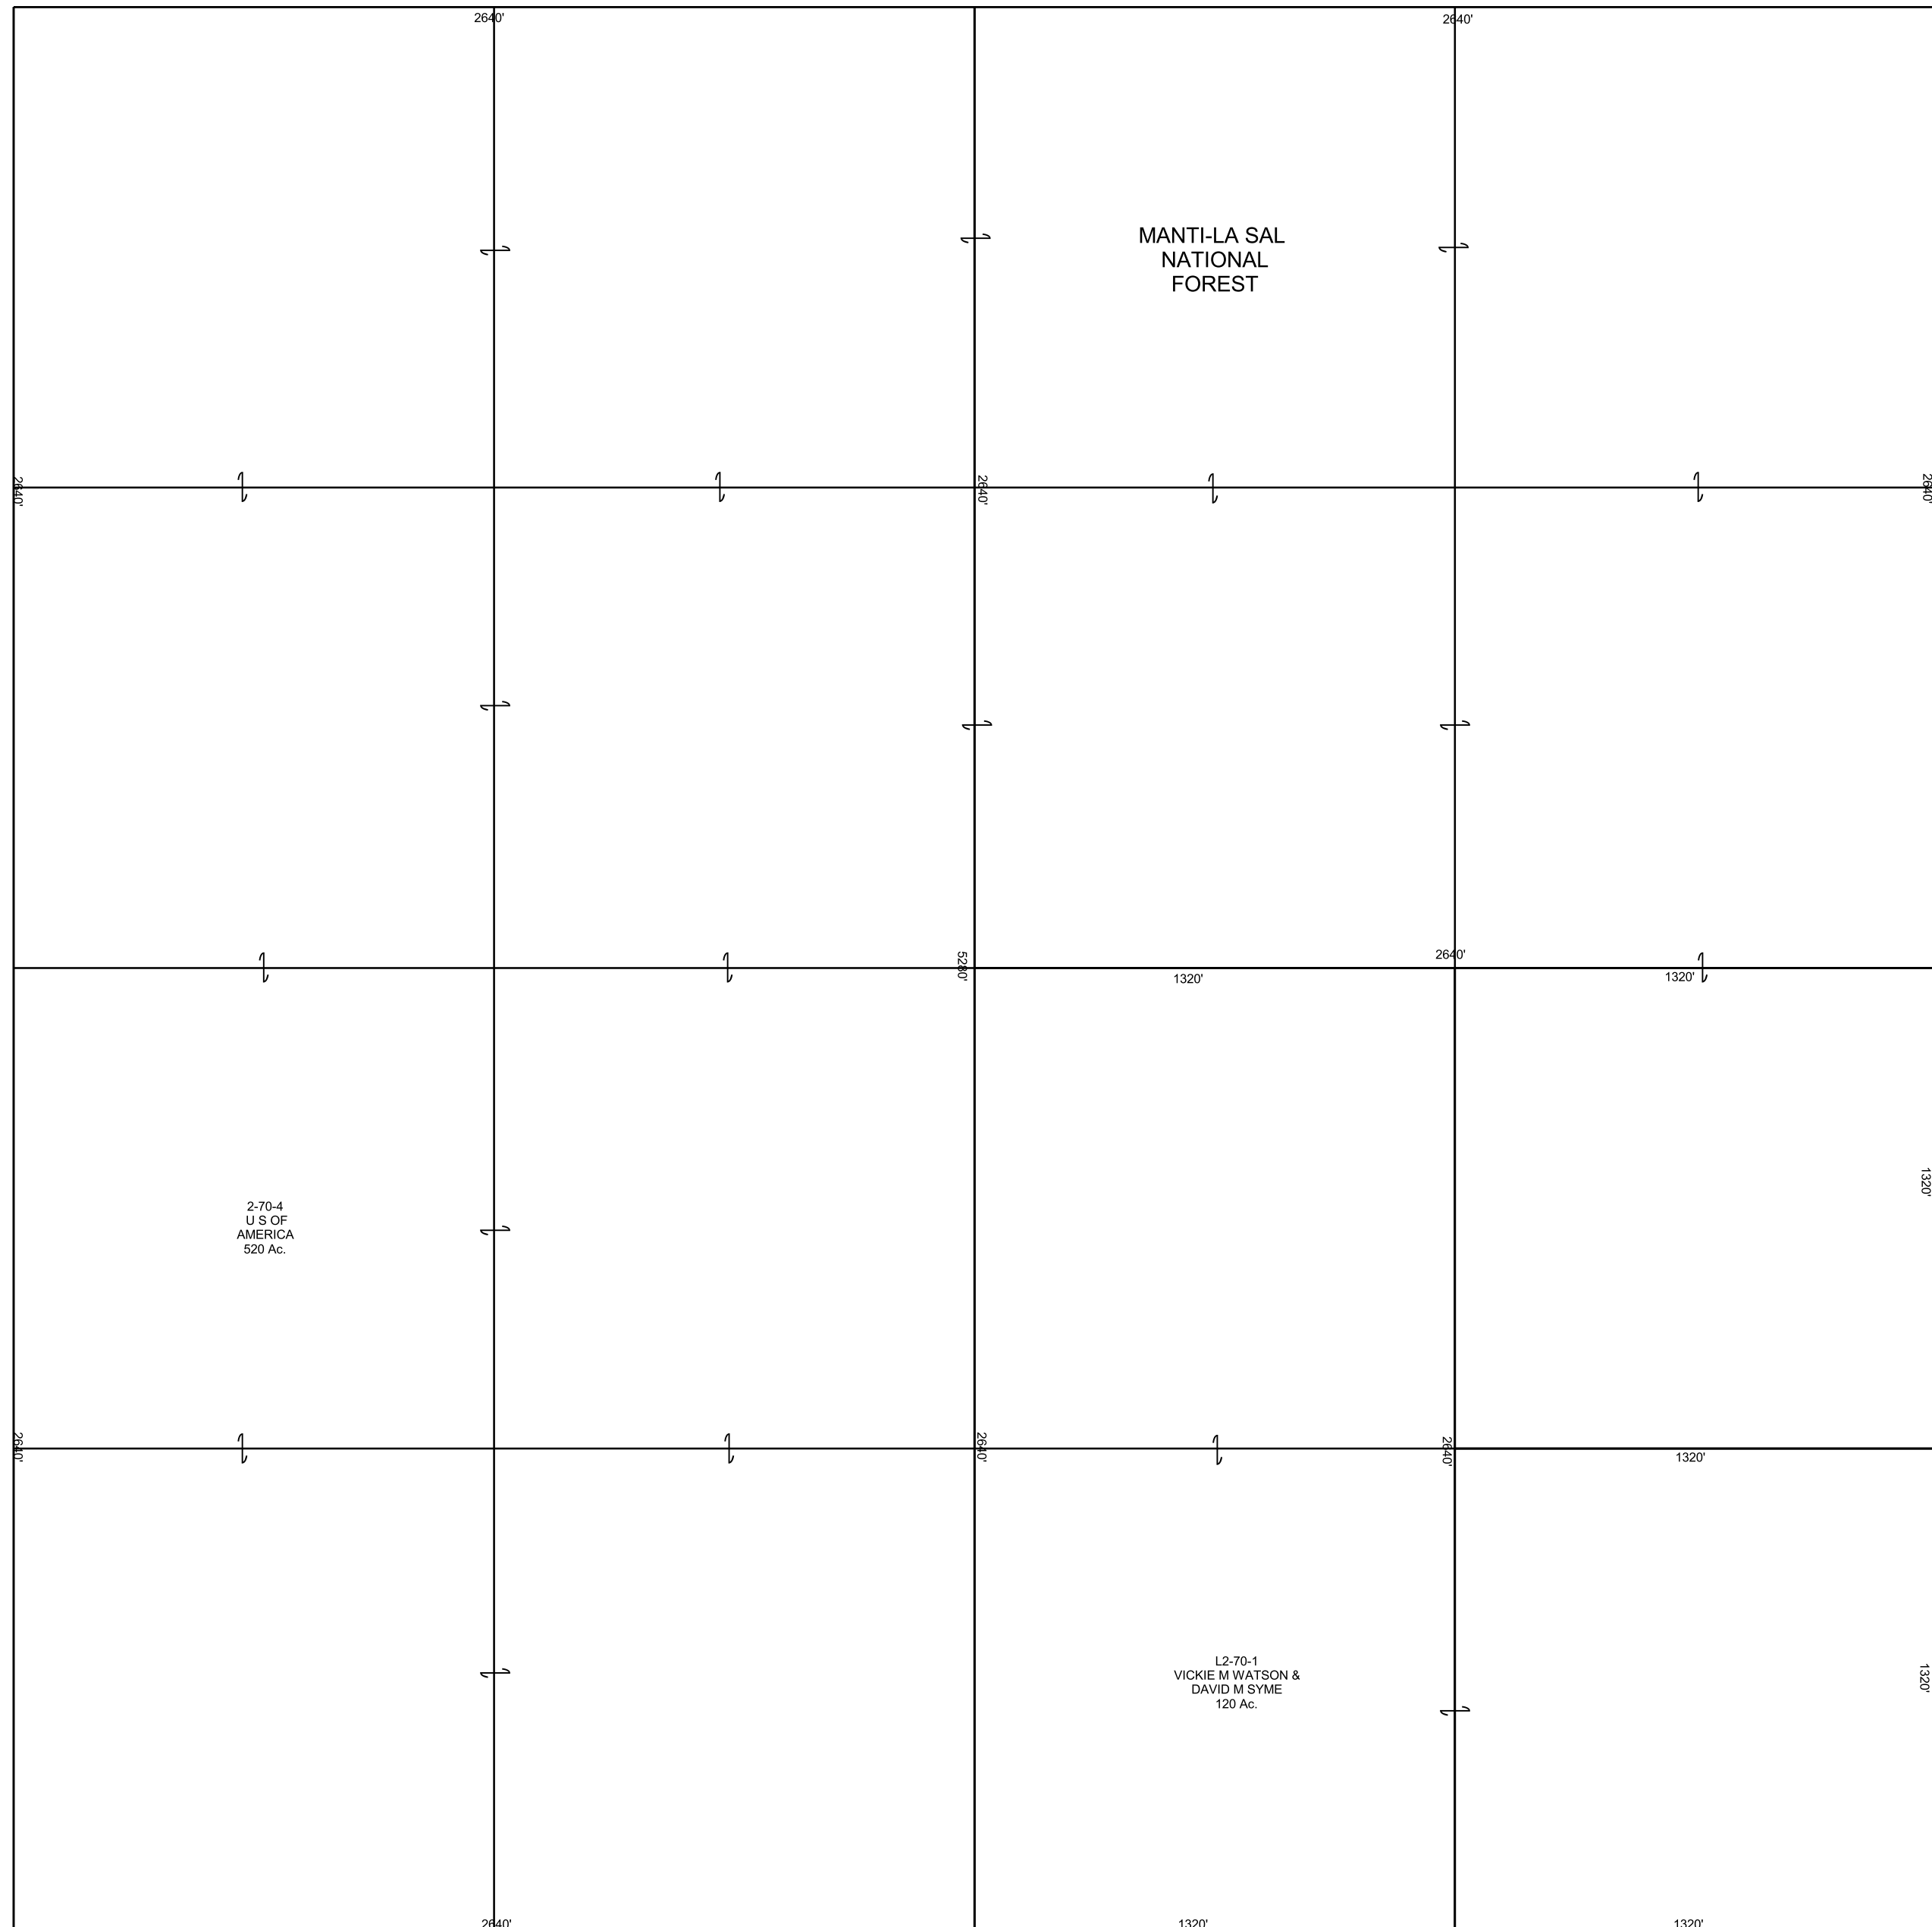 2640'
2640'
MANTI-LA SAL
NATIONAL
FOREST
2640'
2640'
2640'
5280'
2640'
1320'
1320'
1320'
2-70-4
U S OF
AMERICA
520 Ac.
2640'
2640'
2640'
1320'
L2-70-1
VICKIE M WATSON &
DAVID M SYME
120 Ac.
1320'
2640'
1320'
1320'